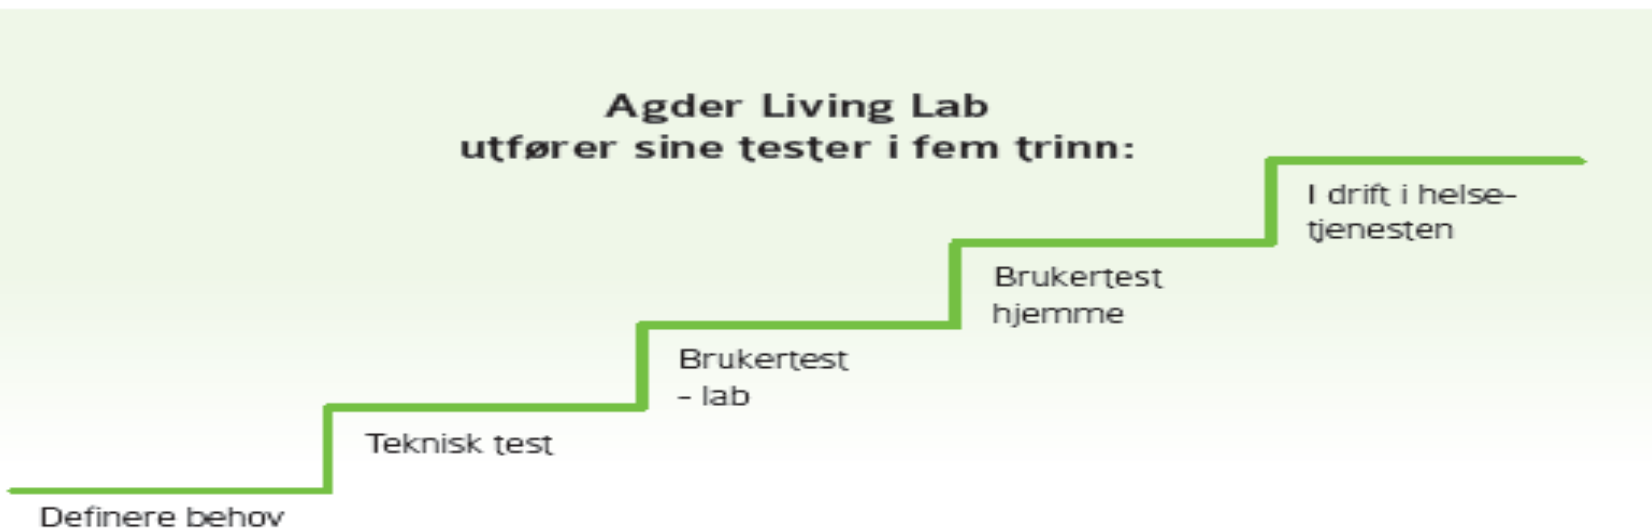 Agder Living Lab
utfører sine tester i fem trinn:
I drift i helse-
tjenesten
Brukertest
hjemme
Brukertest
- lab
Teknisk test
Definere behov